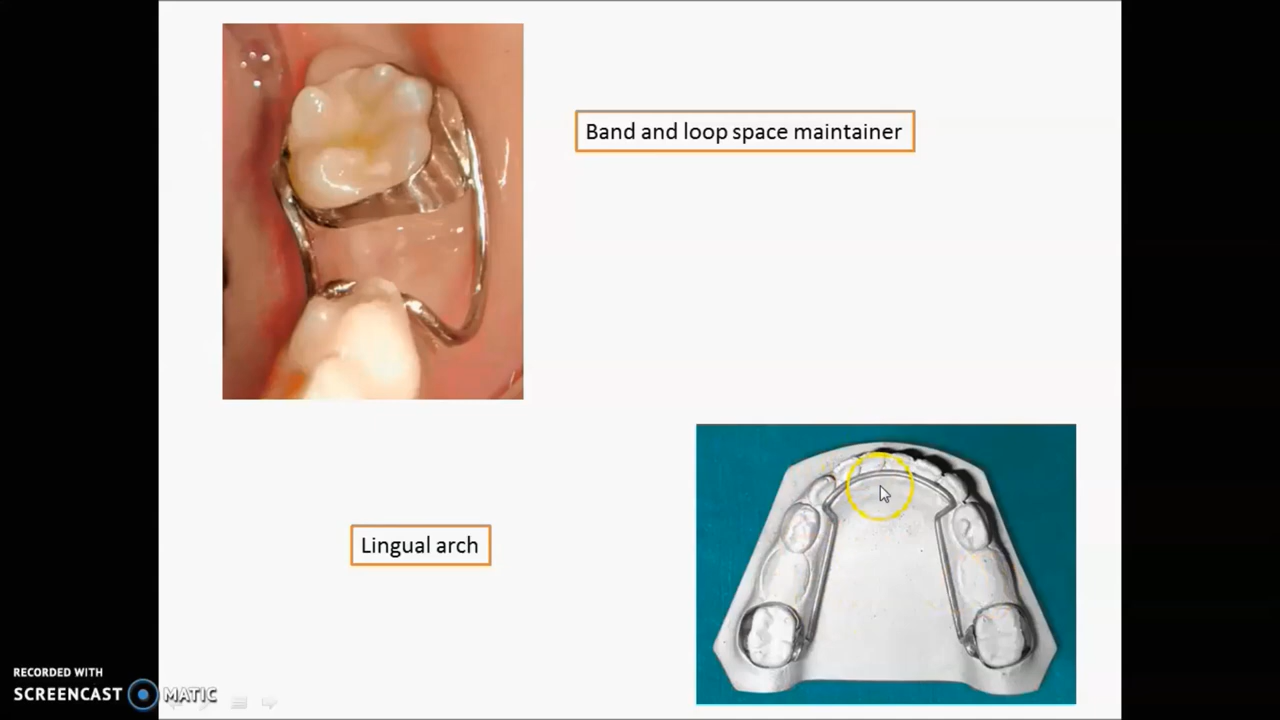 Band and loop space maintainer
Lingual arch
RECORDED WITH
SCREENCAST MATIC